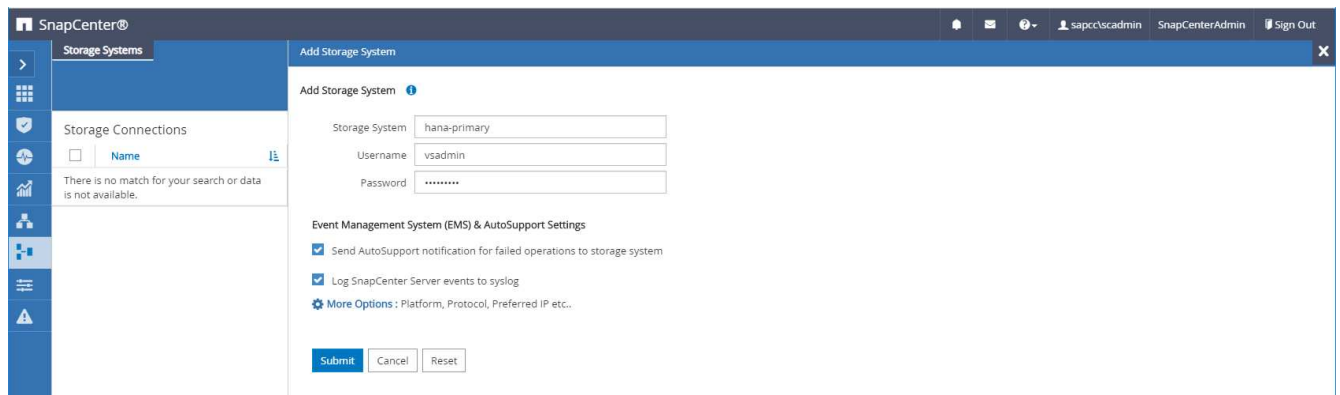 SnapCenter®
sapcc\scadmin SnapCenterAdmin Sign Out
Storage Systems
Add Storage System
Add Storage System
Storage Connections
Name
There is no match for your search or data
is not available.
Storage System hana-primary
Username vsadmin
Password •••••••••
Event Management System (EMS) & AutoSupport Settings
Send AutoSupport notification for failed operations to storage system
Log SnapCenter Server events to syslog
More Options : Platform, Protocol, Preferred IP etc..
Submit Cancel Reset